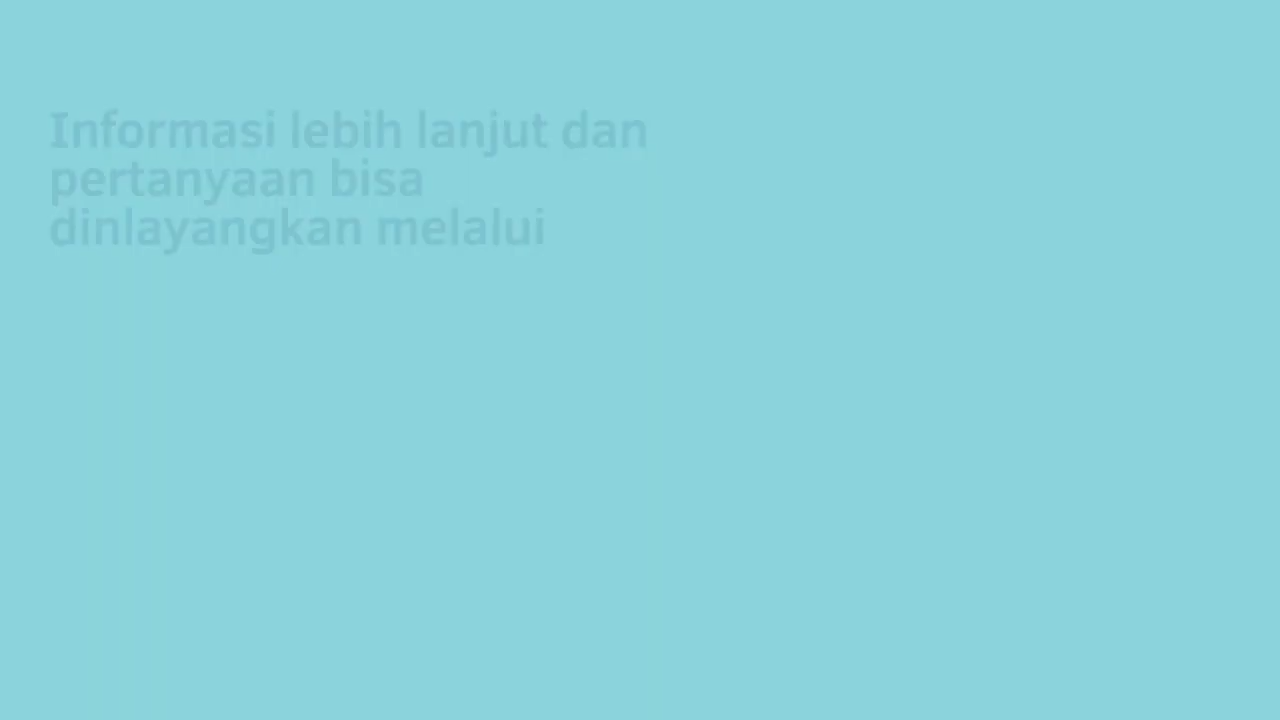 Informasi lebih lanjut dan
pertanyaan bisa
dinlayangkan melalui